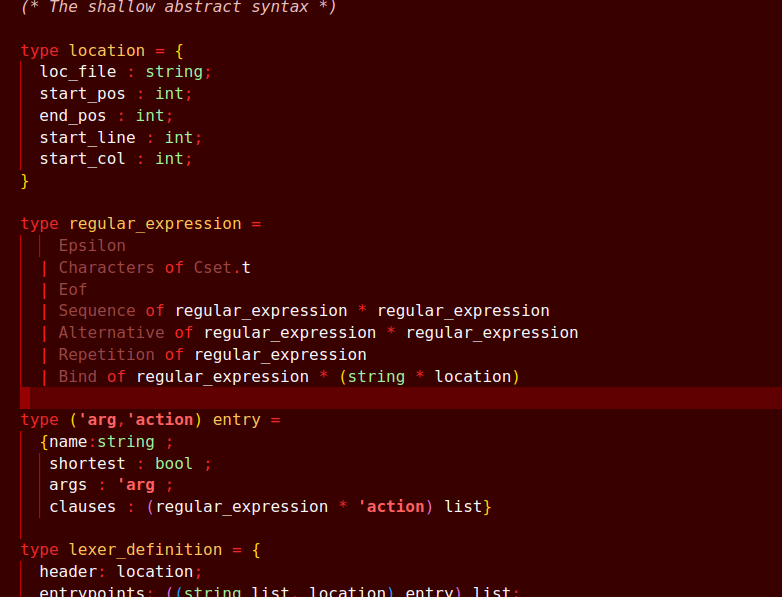 (* The shallow abstract syntax *)
type location = {
loc_file : string;
start_pos : int;
end_pos : int;
start_line : int;
start_col : int;
}
type regular_expression =
Epsilon
| Characters of Cset.t
| Eof
| Sequence of regular_expression * regular_expression
| Alternative of regular_expression * regular_expression
| Repetition of regular_expression
| Bind of regular_expression * (string * location)
type ('arg,'action) entry =
{name:string ;
shortest : bool ;
args : 'arg ;
clauses : (regular_expression * 'action) list}
type lexer_definition = {
header: location;
entrypoints: ((string list, location) entry) list;